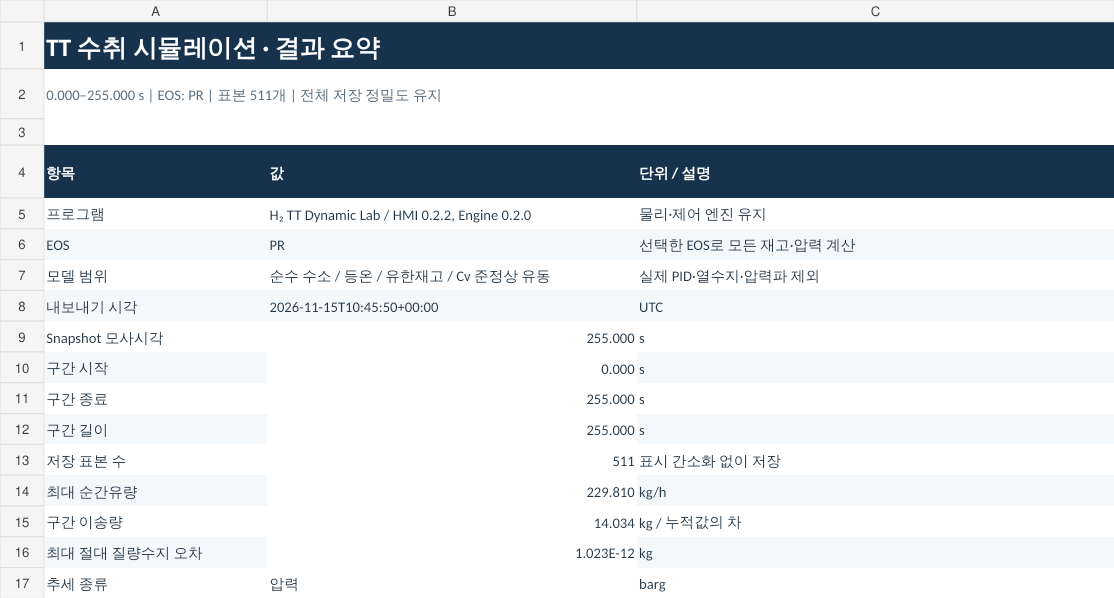 A B C
1 TT 수취 시뮬레이션 · 결과 요약
2 0.000–255.000 s | EOS: PR | 표본 511개 | 전체 저장 정밀도 유지
3
4 항목 값 단위 / 설명
5 프로그램 H₂ TT Dynamic Lab / HMI 0.2.2, Engine 0.2.0 물리·제어 엔진 유지
6 EOS PR 선택한 EOS로 모든 재고·압력 계산
7 모델 범위 순수 수소 / 등온 / 유한재고 / Cv 준정상 유동 실제 PID·열수지·압력파 제외
8 내보내기 시각 2026-11-15T10:45:50+00:00 UTC
9 Snapshot 모사시각 255.000 s
10 구간 시작 0.000 s
11 구간 종료 255.000 s
12 구간 길이 255.000 s
13 저장 표본 수 511 표시 간소화 없이 저장
14 최대 순간유량 229.810 kg/h
15 구간 이송량 14.034 kg / 누적값의 차
16 최대 절대 질량수지 오차 1.023E-12 kg
17 추세 종류 압력 barg